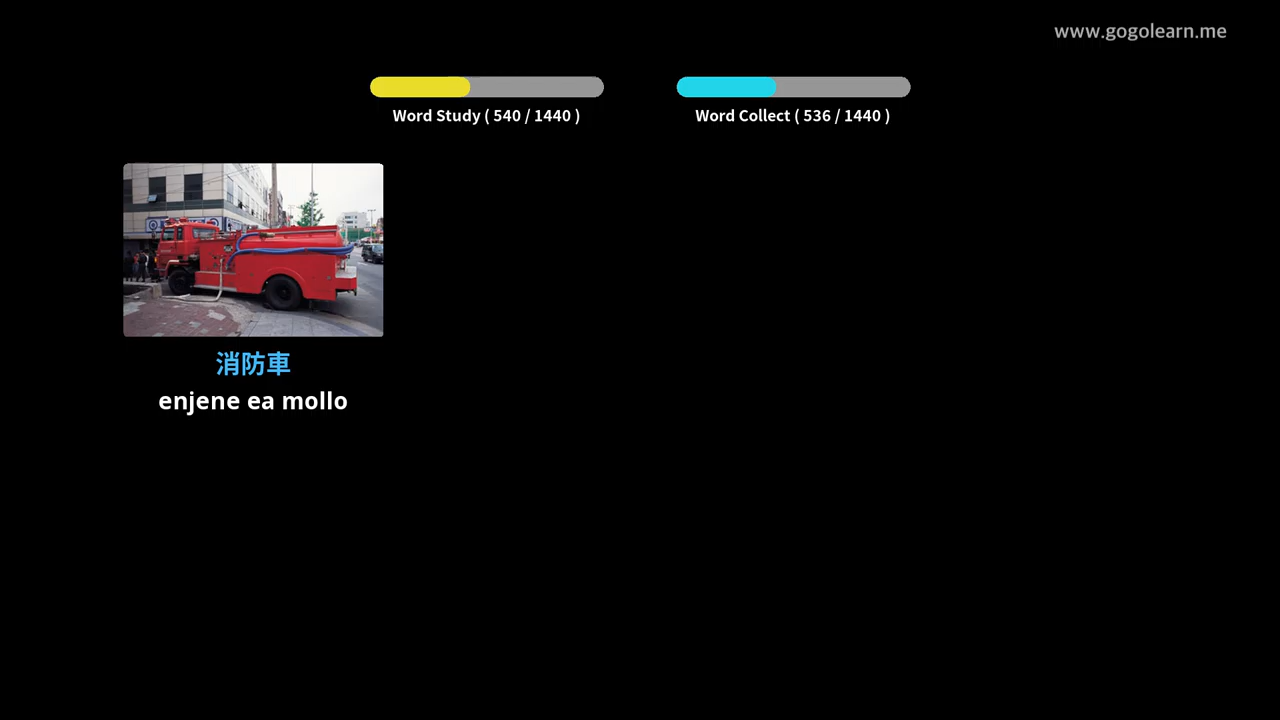 www.gogolearn.me
Word Study ( 540 / 1440 )
Word Collect ( 536 / 1440 )
消防車
enjene ea mollo